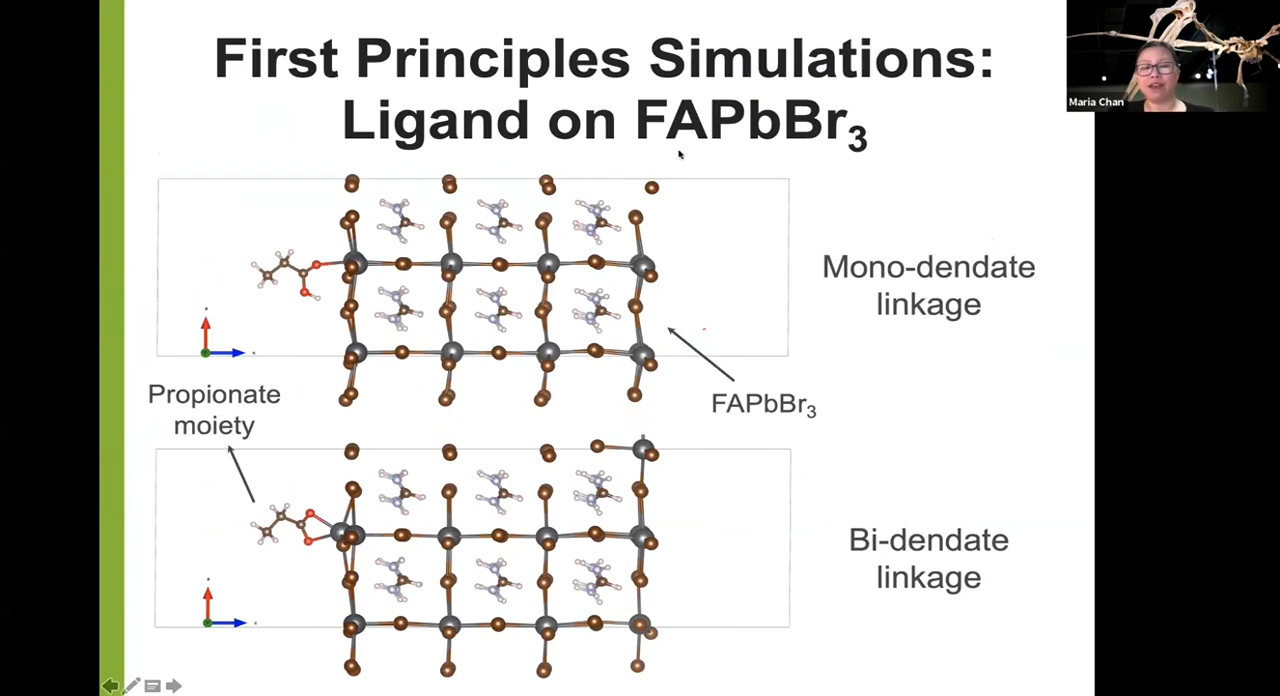 First Principles Simulations:
Ligand on FAPbBr₃
Maria Chan
Mono-dendate
linkage
Propionate
moiety
FAPbBr₃
Bi-dendate
linkage